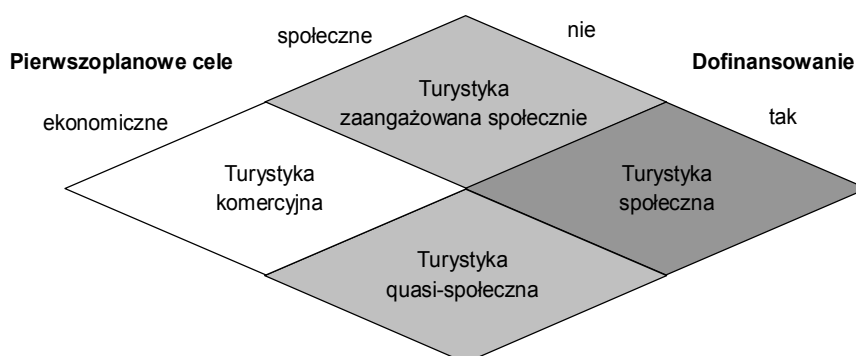 społeczne
nie
Pierwszoplanowe cele
Dofinansowanie
ekonomiczne
tak
Turystyka
zaangażowana społecznie
Turystyka
komercyjna
Turystyka
społeczna
Turystyka
quasi-społeczna